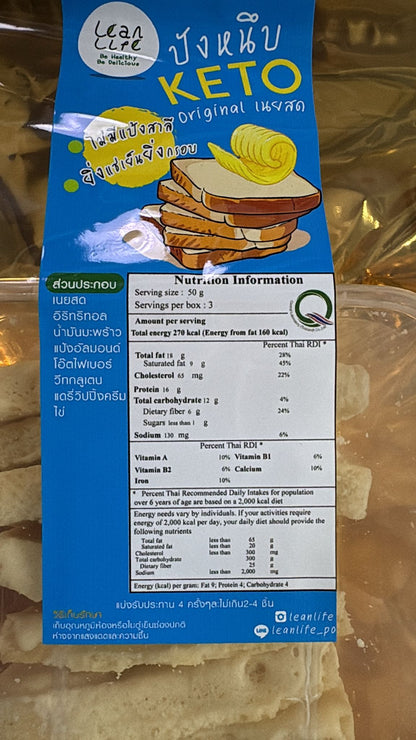 Lean
Life
Be Healthy
Be Delicious
ปังหนึบ
KETO
Original เนยสด
ไม่มีแป้งสาลี
ยิ่งแช่เย็นยิ่งกรอบ
ส่วนประกอบ
เนยสด
อิริทริทอล
น้ำมันมะพร้าว
แป้งอัลมอนด์
โอ๊ตไฟเบอร์
วีทกลูเตน
แดรี่วิปปิ้งครีม
ไข่
Nutrition Information
Serving size : 50 g
Servings per box : 3
Amount per serving
Total energy 270 kcal (Energy from fat 160 kcal)
Percent Thai RDI *
Total fat 18 g 28%
Saturated fat 9 g 45%
Cholesterol 65 mg 22%
Protein 16 g
Total carbohydrate 12 g 4%
Dietary fiber 6 g 24%
Sugars less than 1 g
Sodium 130 mg 6%
Percent Thai RDI *
Vitamin A 10% Vitamin B1 6%
Vitamin B2 6% Calcium 10%
Iron 10%
* Percent Thai Recommended Daily Intakes for population
over 6 years of age are based on a 2,000 kcal diet
Energy needs vary by individuals. If your activities require
energy of 2,000 kcal per day, your daily diet should provide the
following nutrients
Total fat less than 65 g
Saturated fat less than 20 g
Cholesterol less than 300 mg
Total carbohydrate 300 g
Dietary fiber 25 g
Sodium less than 2,000 mg
Energy (kcal) per gram; Fat 9; Protein 4; Carbohydrate 4
แบ่งรับประทาน 4 ครั้งๆละไม่เกิน2-4 ชิ้น
วิธีเก็บรักษา
เก็บอุณหภูมิห้องหรือในตู้เย็นช่องปกติ
ห่างจากแสงแดดและความชื้น
leanlife
LINE leanlife_po